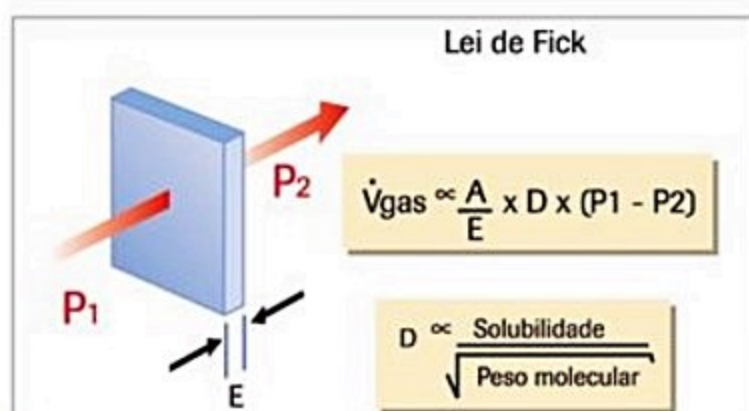 Lei de Fick
P2
V̇gas ∝ A/E x D x (P1 - P2)
P1
D ∝ Solubilidade
√Peso molecular
E